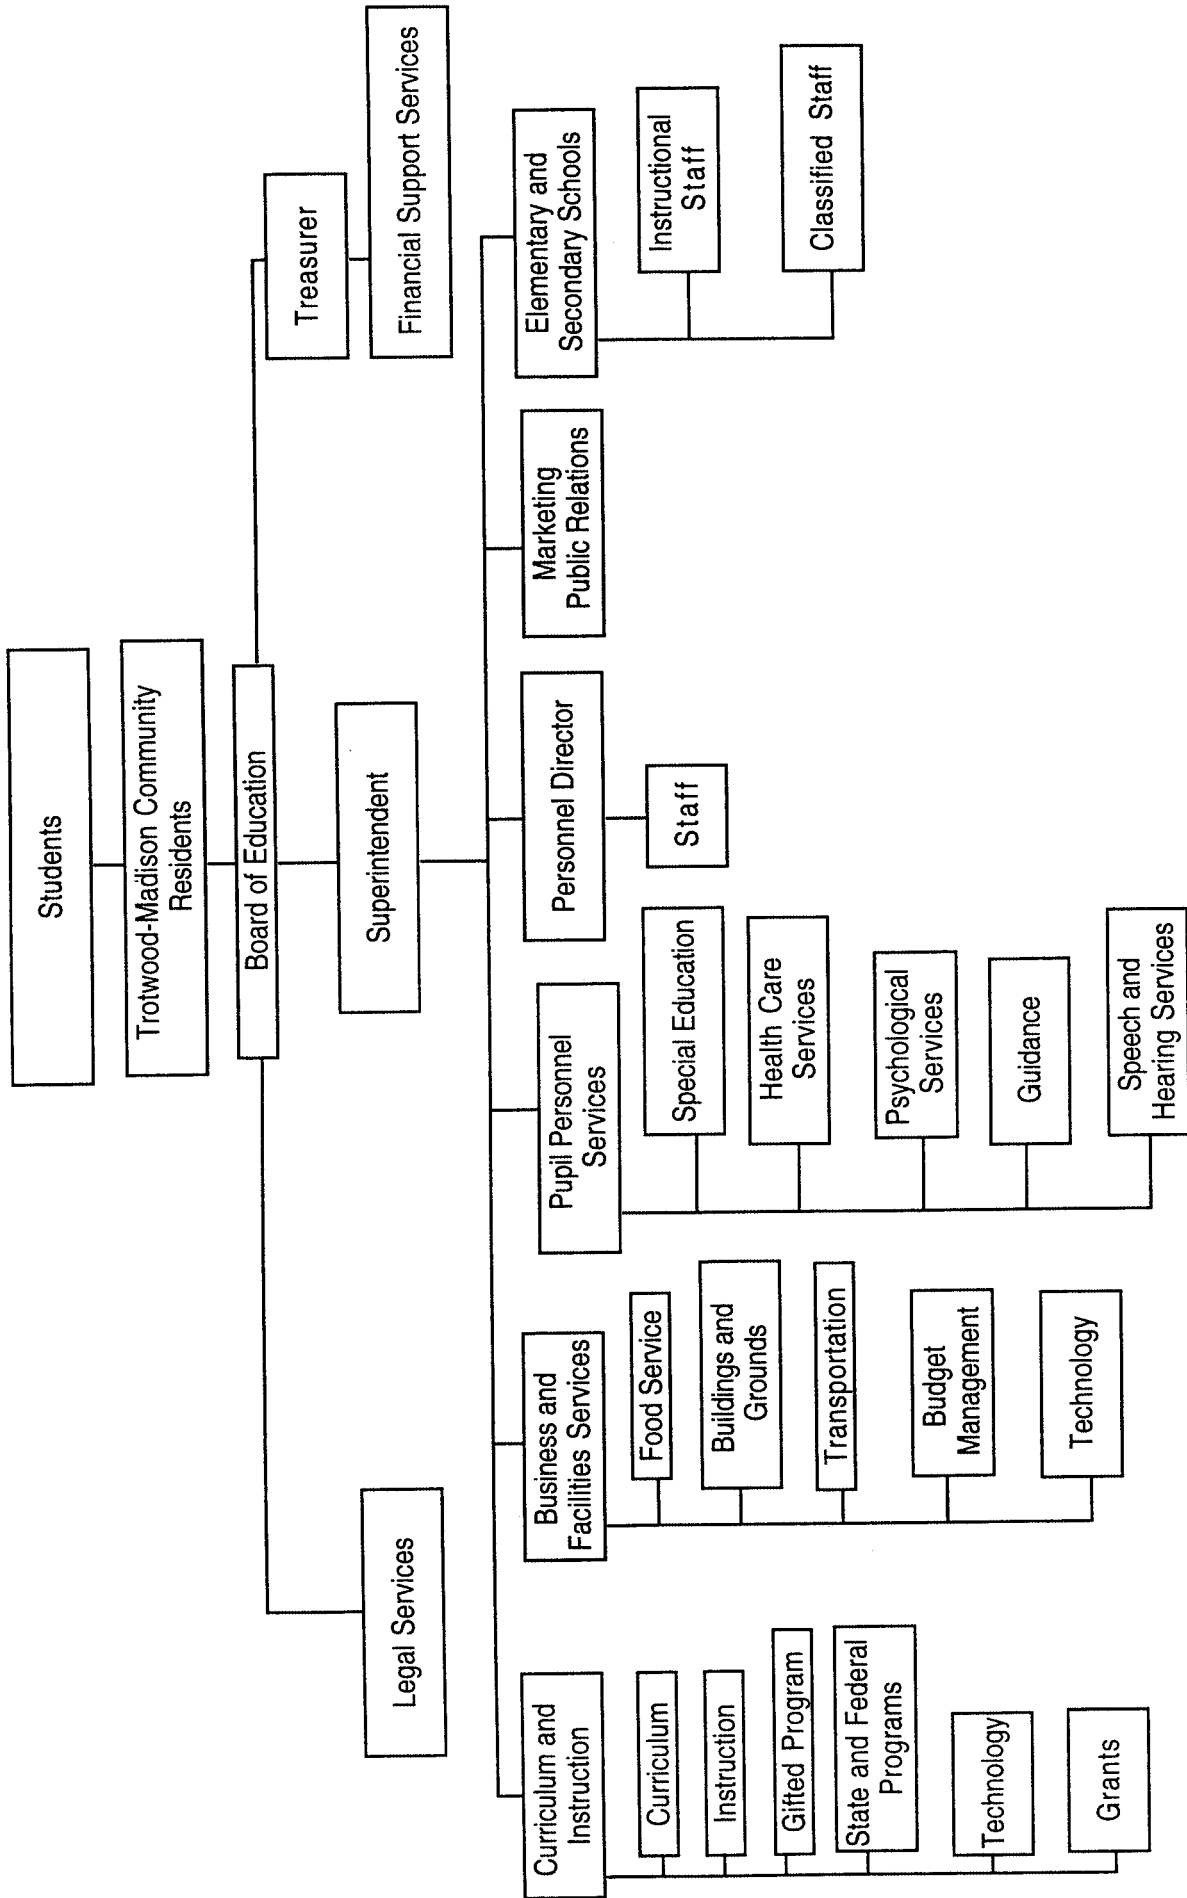 Students
Trotwood-Madison Community
Residents
Board of Education
Treasurer
Financial Support Services
Legal Services
Superintendent
Curriculum and
Instruction
Curriculum
Instruction
Gifted Program
State and Federal
Programs
Technology
Grants
Business and
Facilities Services
Food Service
Buildings and
Grounds
Transportation
Budget
Management
Technology
Pupil Personnel
Services
Special Education
Health Care
Services
Psychological
Services
Guidance
Speech and
Hearing Services
Personnel Director
Staff
Marketing
Public Relations
Elementary and
Secondary Schools
Instructional
Staff
Classified Staff